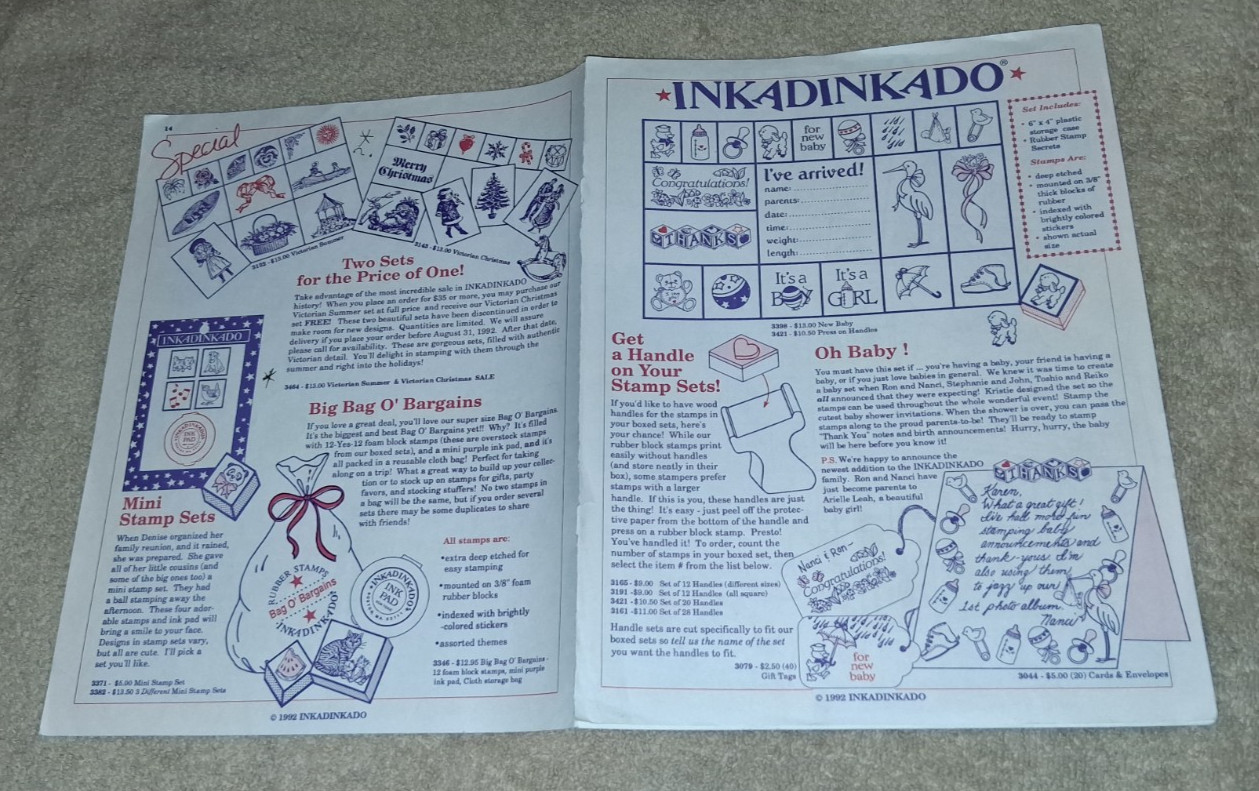 14
Special
Merry
Christmas
3122 - $13.00 Victorian Summer
3142 - $13.00 Victorian Christmas
Two Sets
for the Price of One!
Take advantage of the most incredible sale in INKADINKADO
history! When you place an order for $35 or more, you may purchase our
Victorian Summer set at full price and receive our Victorian Christmas
set FREE! These two beautiful sets have been discontinued in order to
make room for new designs. Quantities are limited. We will assure
delivery if you place your order before August 31, 1992. After that date,
please call for availability. These are gorgeous sets, filled with authentic
Victorian detail. You'll delight in stamping with them through the
summer and right into the holidays!
3464 - $13.00 Victorian Summer & Victorian Christmas SALE
INKADINKADO
INKADINKADO
INK
PAD
Big Bag O' Bargains
If you love a great deal, you'll love our super size Bag O' Bargains.
It's the biggest and best Bag O' Bargains yet!! Why? It's filled
with 12-Yes-12 foam block stamps (these are overstock stamps
from our boxed sets), and a mini purple ink pad, and it's
all packed in a reusable cloth bag! Perfect for taking
along on a trip! What a great way to build up your collec-
tion or to stock up on stamps for gifts, party
favors, and stocking stuffers! No two stamps in
a bag will be the same, but if you order several
sets there may be some duplicates to share
with friends!
Mini
Stamp Sets
When Denise organized her
family reunion, and it rained,
she was prepared. She gave
all of her little cousins (and
some of the big ones too) a
mini stamp set. They had
a ball stamping away the
afternoon. These four ador-
able stamps and ink pad will
bring a smile to your face.
Designs in stamp sets vary,
but all are cute. I'll pick a
set you'll like.
3371 - $5.00 Mini Stamp Set
3382 - $13.50 3 Different Mini Stamp Sets
RUBBER STAMPS
Bag O' Bargains
INKADINKADO
INKADINKADO
INK
PAD
All stamps are:
•extra deep etched for
easy stamping
•mounted on 3/8" foam
rubber blocks
•indexed with brightly
-colored stickers
•assorted themes
3346 - $12.95 Big Bag O' Bargains -
12 foam block stamps, mini purple
ink pad, Cloth storage bag
© 1992 INKADINKADO
INKADINKADO®
for
new
baby
Congratulations!
THANKS
I've arrived!
name:
parents:
date:
time:
weight:
length:
It's a
BOY
It's a
GIRL
Set Includes:
• 6" x 4" plastic
storage case
• Rubber Stamp
Secrets
Stamps Are:
• deep etched
• mounted on 3/8"
thick blocks of
rubber
• indexed with
brightly colored
stickers
• shown actual
size
3398 - $13.00 New Baby
3421 - $10.50 Press on Handles
Get
a Handle
on Your
Stamp Sets!
If you'd like to have wood
handles for the stamps in
your boxed sets, here's
your chance! While our
rubber block stamps print
easily without handles
(and store neatly in their
box), some stampers prefer
stamps with a larger
handle. If this is you, these handles are just
the thing! It's easy - just peel off the protec-
tive paper from the bottom of the handle and
press on a rubber block stamp. Presto!
You've handled it! To order, count the
number of stamps in your boxed set, then
select the item # from the list below.
3165 - $9.00 Set of 12 Handles (different sizes)
3191 - $9.90 Set of 12 Handles (all square)
3421 - $10.50 Set of 20 Handles
3161 - $11.00 Set of 28 Handles
Handle sets are cut specifically to fit our
boxed sets so tell us the name of the set
you want the handles to fit.
Oh Baby !
You must have this set if ... you're having a baby, your friend is having a
baby, or if you just love babies in general. We knew it was time to create
a baby set when Ron and Nanci, Stephanie and John, Toshio and Reiko
all announced that they were expecting! Kristie designed the set so the
stamps can be used throughout the whole wonderful event! Stamp the
cutest baby shower invitations. When the shower is over, you can pass the
stamps along to the proud parents-to-be! They'll be ready to stamp
"Thank You" notes and birth announcements! Hurry, hurry, the baby
will be here before you know it!
P.S. We're happy to announce the
newest addition to the INKADINKADO
family. Ron and Nanci have
just become parents to
Arielle Leah, a beautiful
baby girl!
Nanci & Ron-
Congratulations!
for
new
baby
3079 - $2.50 (40)
Gift Tags
THANKS
Karen,
What a great gift!
I've had more fun
stamping baby
announcements and
thank-yous. I'm
also using them
to jazz up our
1st photo album.
Nanci
3044 - $5.00 (20) Cards & Envelopes
© 1992 INKADINKADO